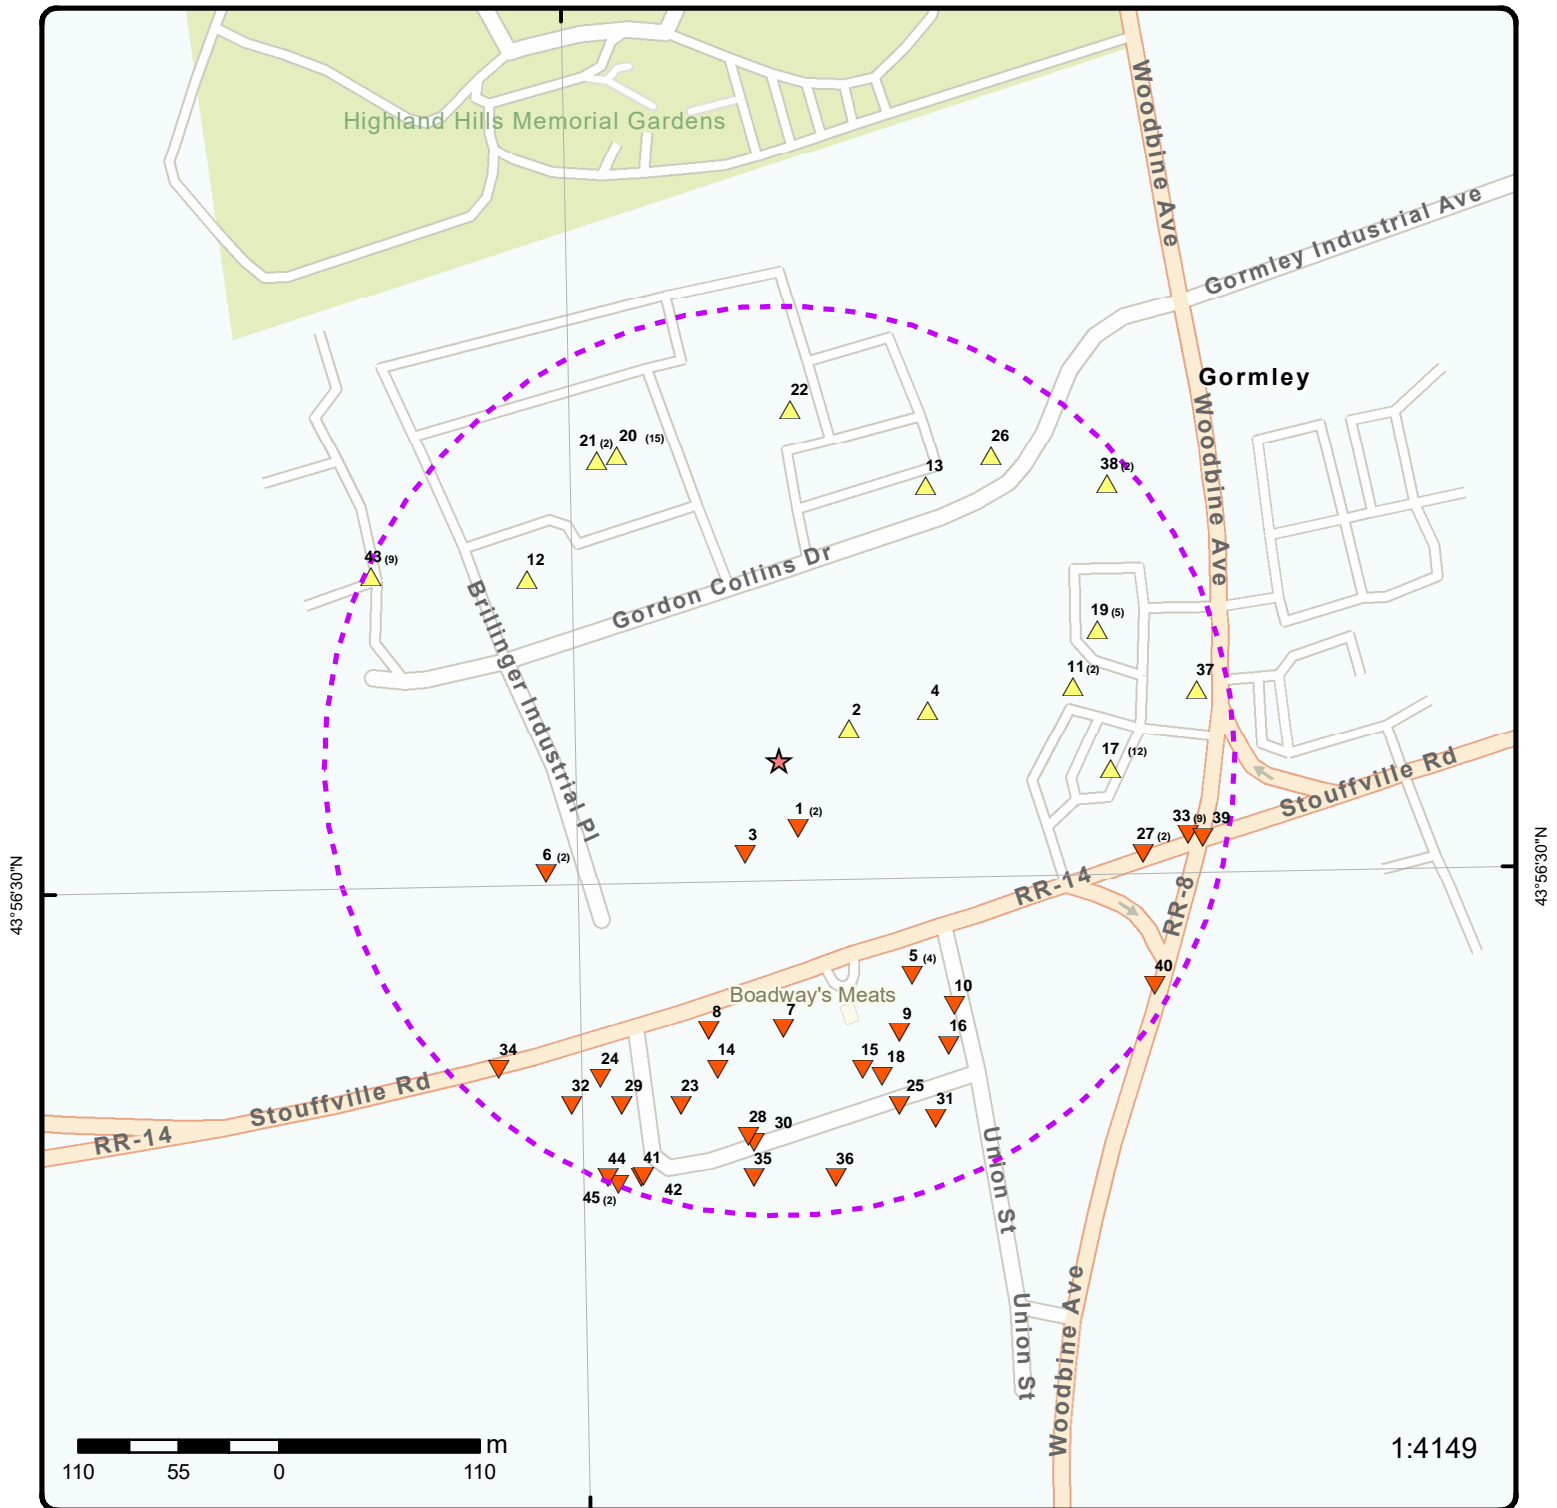 Highland Hills Memorial Gardens
Woodbine Ave
Gormley Industrial Ave
Gormley
Woodbine Ave
22
21 (2)
20 (15)
26
13
38 (2)
43 (9)
12
Gordon Collins Dr
Brillinger Industrial Pl
19 (5)
11 (2)
37
4
2
17 (12)
Stouffville Rd
1 (2)
3
33 (9)
39
27 (2)
6 (2)
43°56'30"N
43°56'30"N
RR-14
RR-8
5 (4)
40
Boadway's Meats
10
8
7
9
16
34
24
14
15
18
32
29
23
25
31
Stouffville Rd
RR-14
28
30
44
41
35
36
45 (2)
42
Union St
Union St
Woodbine Ave
m
110
55
0
110
1:4149